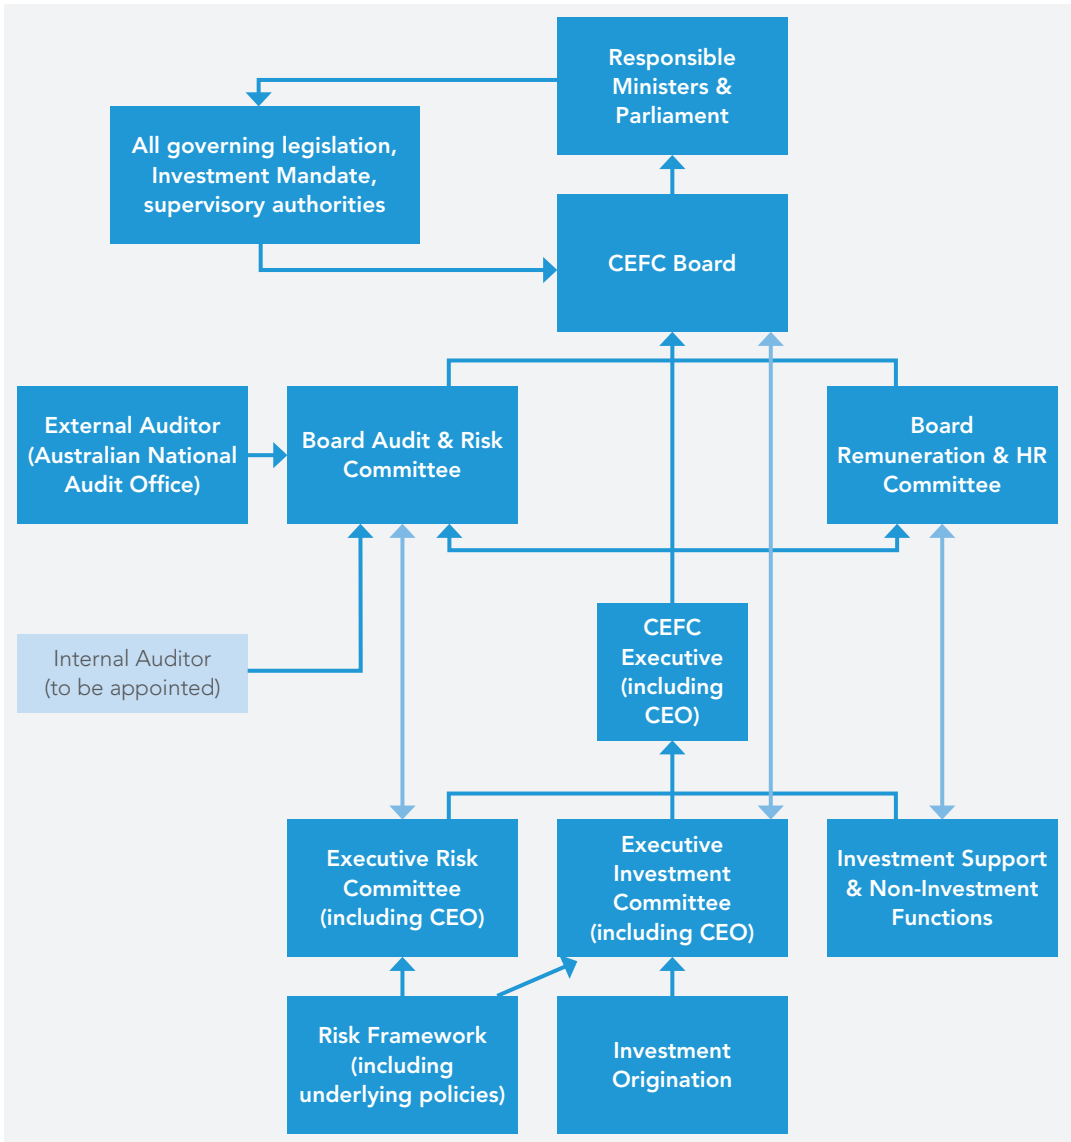 Responsible
Ministers &
Parliament
All governing legislation,
Investment Mandate,
supervisory authorities
CEFC Board
External Auditor
(Australian National
Audit Office)
Board Audit & Risk
Committee
Board
Remuneration & HR
Committee
Internal Auditor
(to be appointed)
CEFC
Executive
(including
CEO)
Executive Risk
Committee
(including CEO)
Executive
Investment
Committee
(including CEO)
Investment Support
& Non-Investment
Functions
Risk Framework
(including
underlying policies)
Investment
Origination